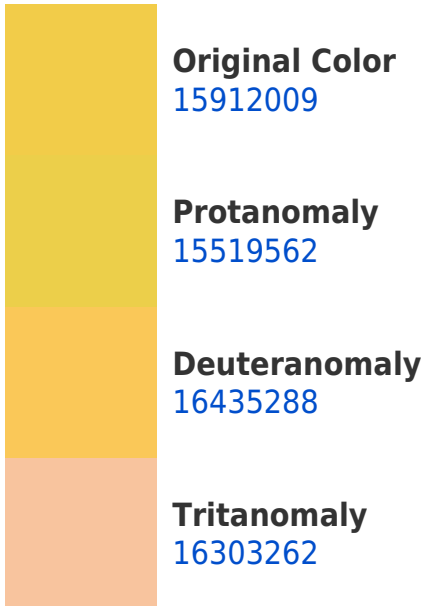 Original Color
15912009
Protanomaly
15519562
Deuteranomaly
16435288
Tritanomaly
16303262